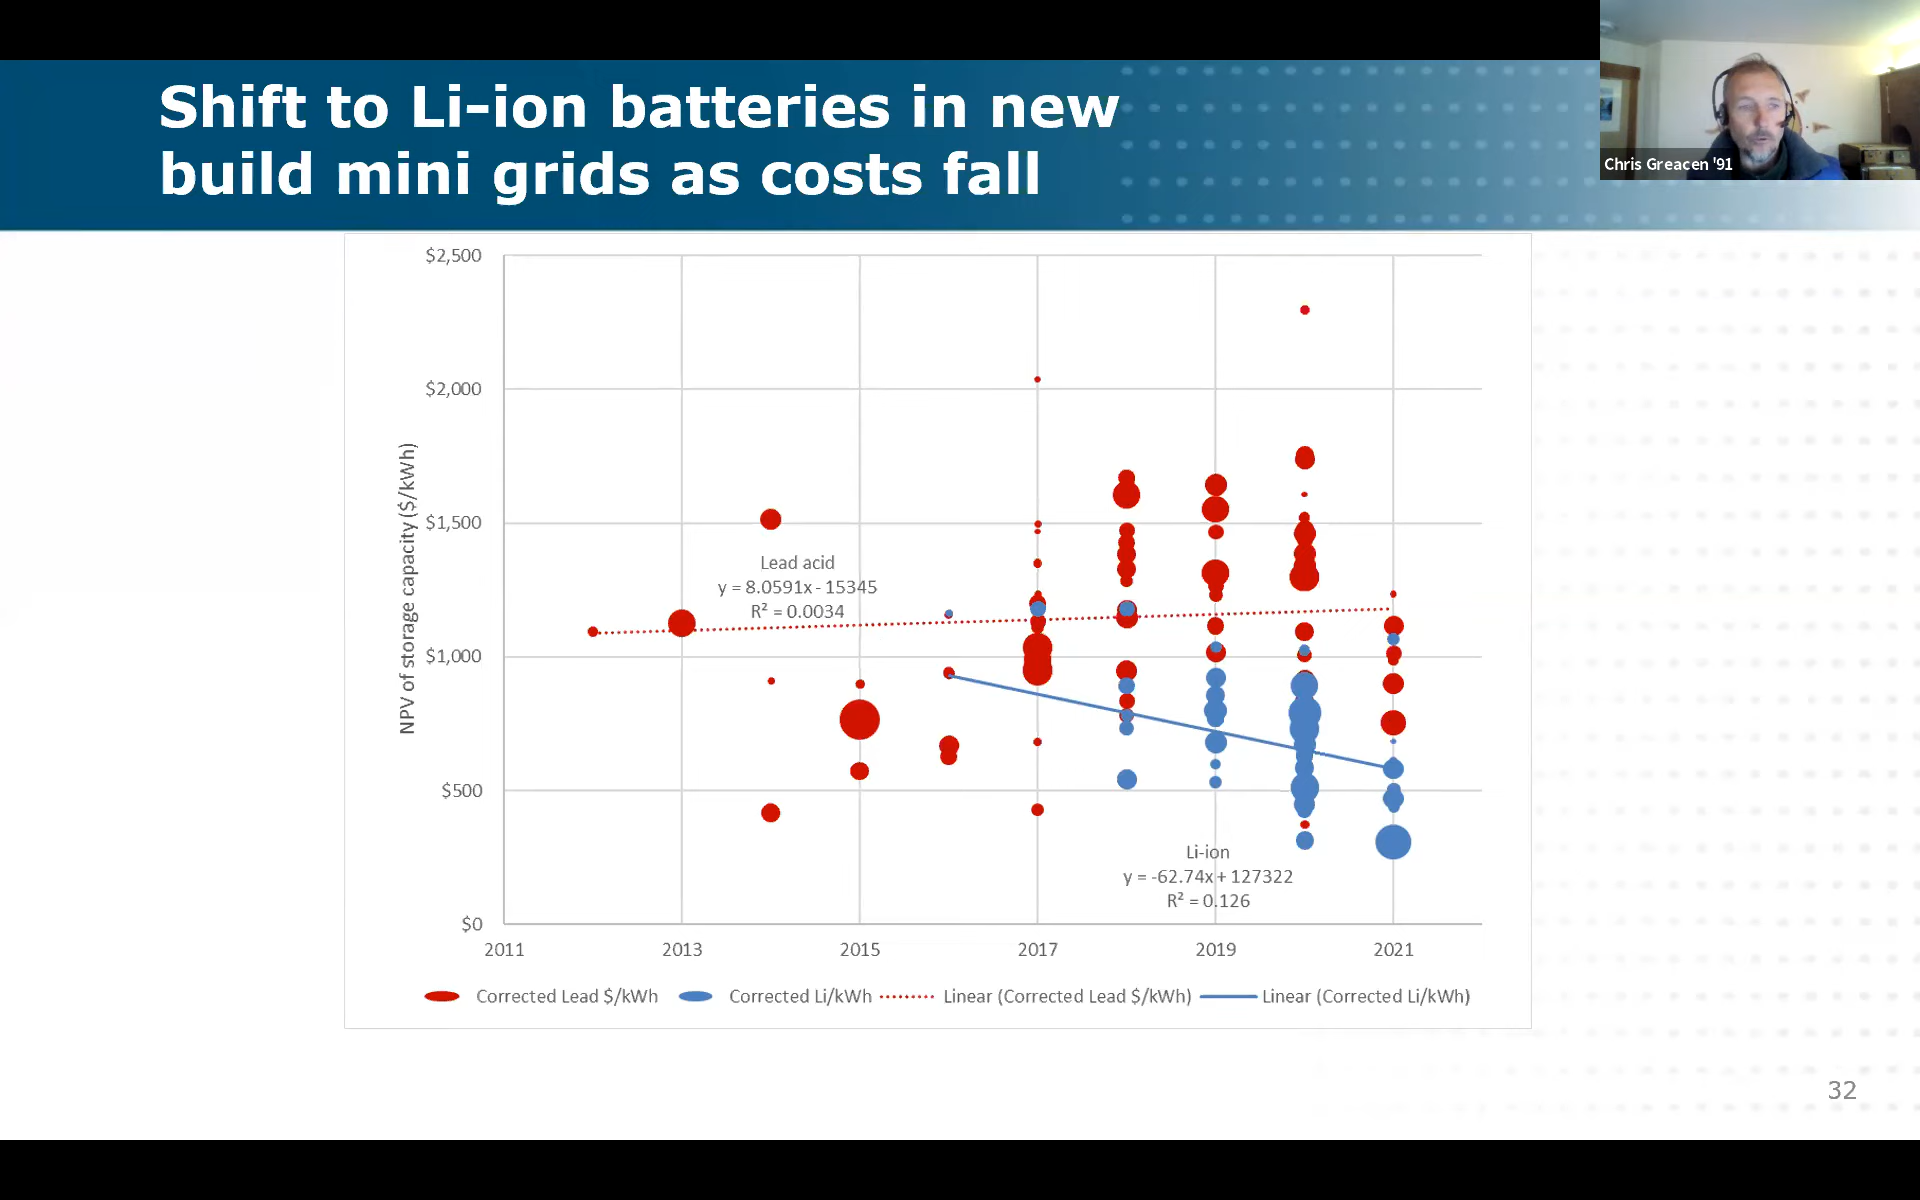 Shift to Li-ion batteries in new
build mini grids as costs fall
Chris Greacen '91
$2,500
$2,000
$1,500
$1,000
$500
$0
NPV of storage capacity ($/kWh)
Lead acid
y = 8.0591x - 15345
R² = 0.0034
Li-ion
y = -62.74x + 127322
R² = 0.126
2011 2013 2015 2017 2019 2021
Corrected Lead $/kWh Corrected Li/kWh Linear (Corrected Lead $/kWh) Linear (Corrected Li/kWh)
32